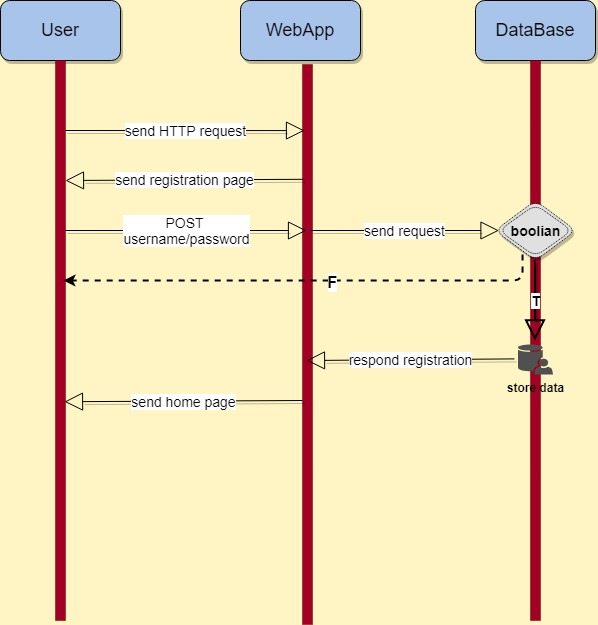 User
WebApp
DataBase
send HTTP request
send registration page
POST
username/password
send request
boolian
F
T
respond registration
store data
send home page